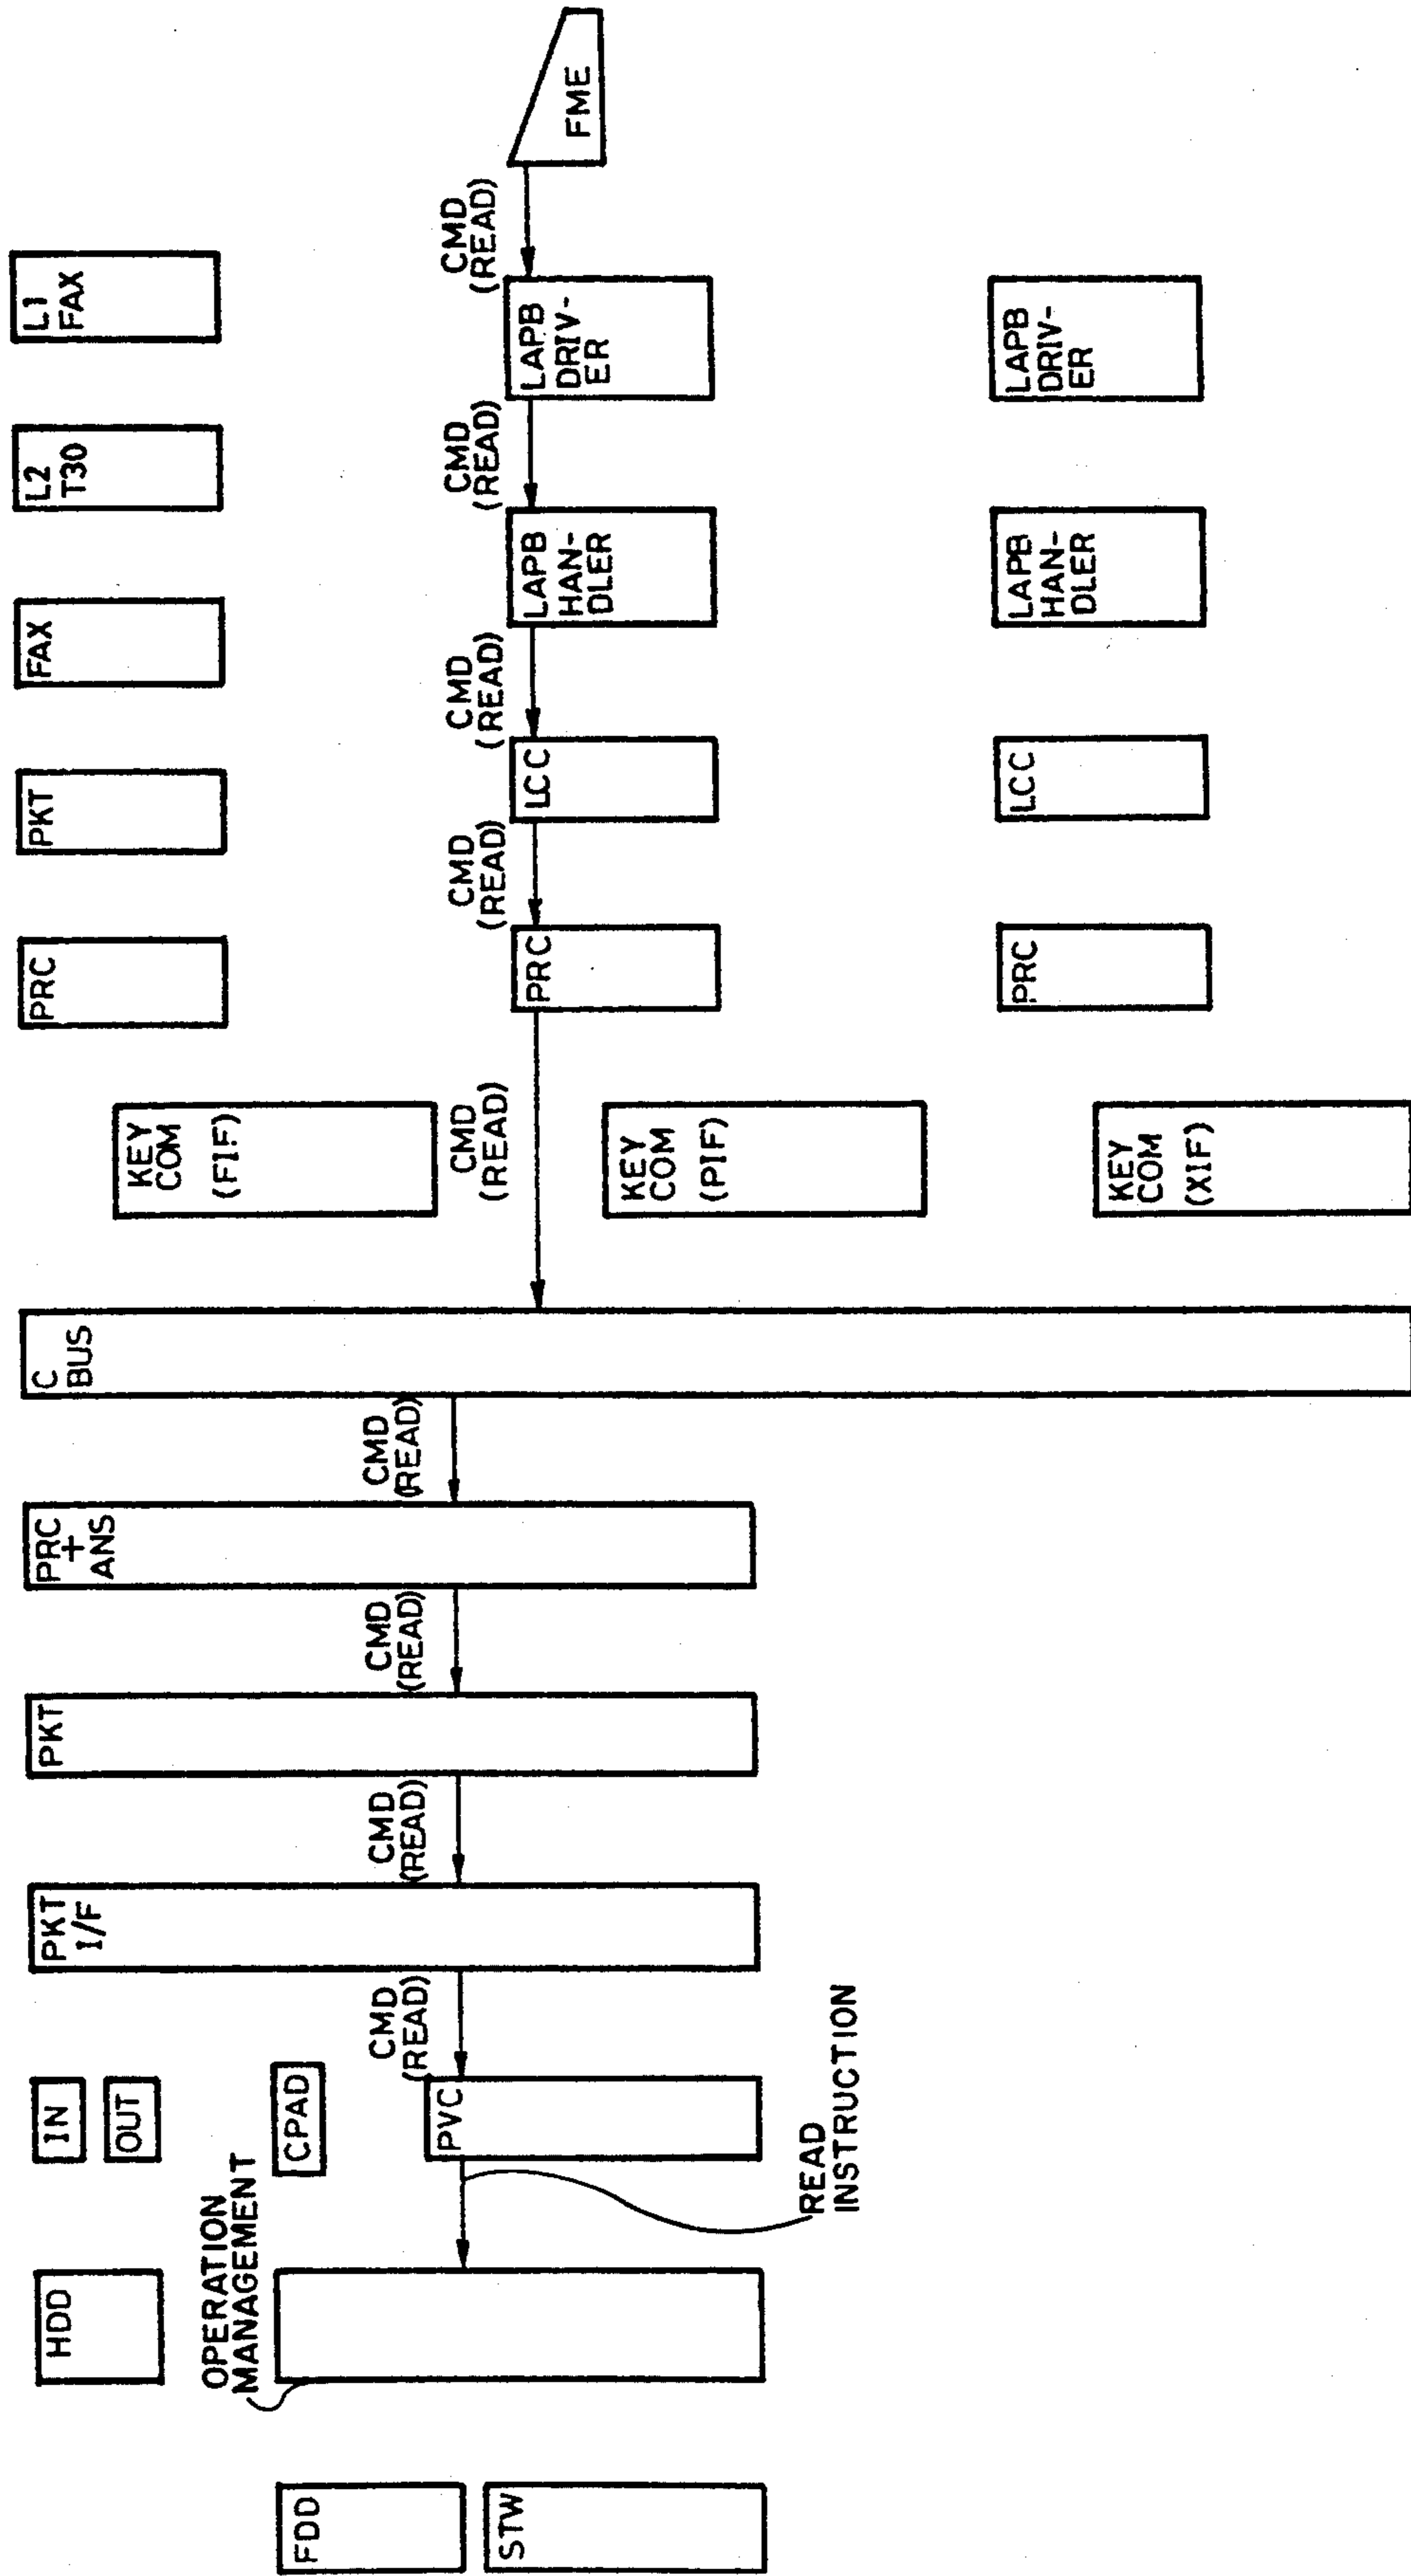 L1
FAX
L2
T30
FAX
PKT
PRC
KEY
COM
(FIF)
C
BUS
PRC
+
ANS
PKT
PKT
I/F
IN
OUT
HDD
FME
CMD
(READ)
LAPB
DRIV-
ER
CMD
(READ)
LAPB
HAN-
DLER
CMD
(READ)
LCC
CMD
(READ)
PRC
CMD
(READ)
KEY
COM
(PIF)
CMD
(READ)
CMD
(READ)
CMD
(READ)
CMD
(READ)
CPAD
PVC
OPERATION
MANAGEMENT
READ
INSTRUCTION
FDD
STW
LAPB
DRIV-
ER
LAPB
HAN-
DLER
LCC
PRC
KEY
COM
(XIF)